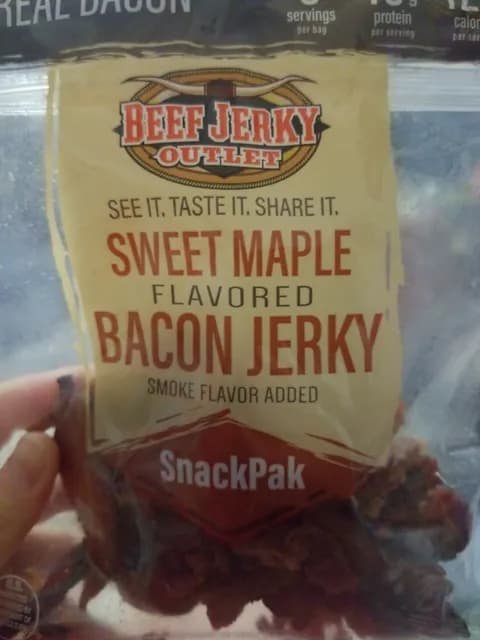 REAL BACON
servings
per bag
protein
per serving
BEEF JERKY
OUTLET
SEE IT. TASTE IT. SHARE IT.
SWEET MAPLE
FLAVORED
BACON JERKY
SMOKE FLAVOR ADDED
SnackPak